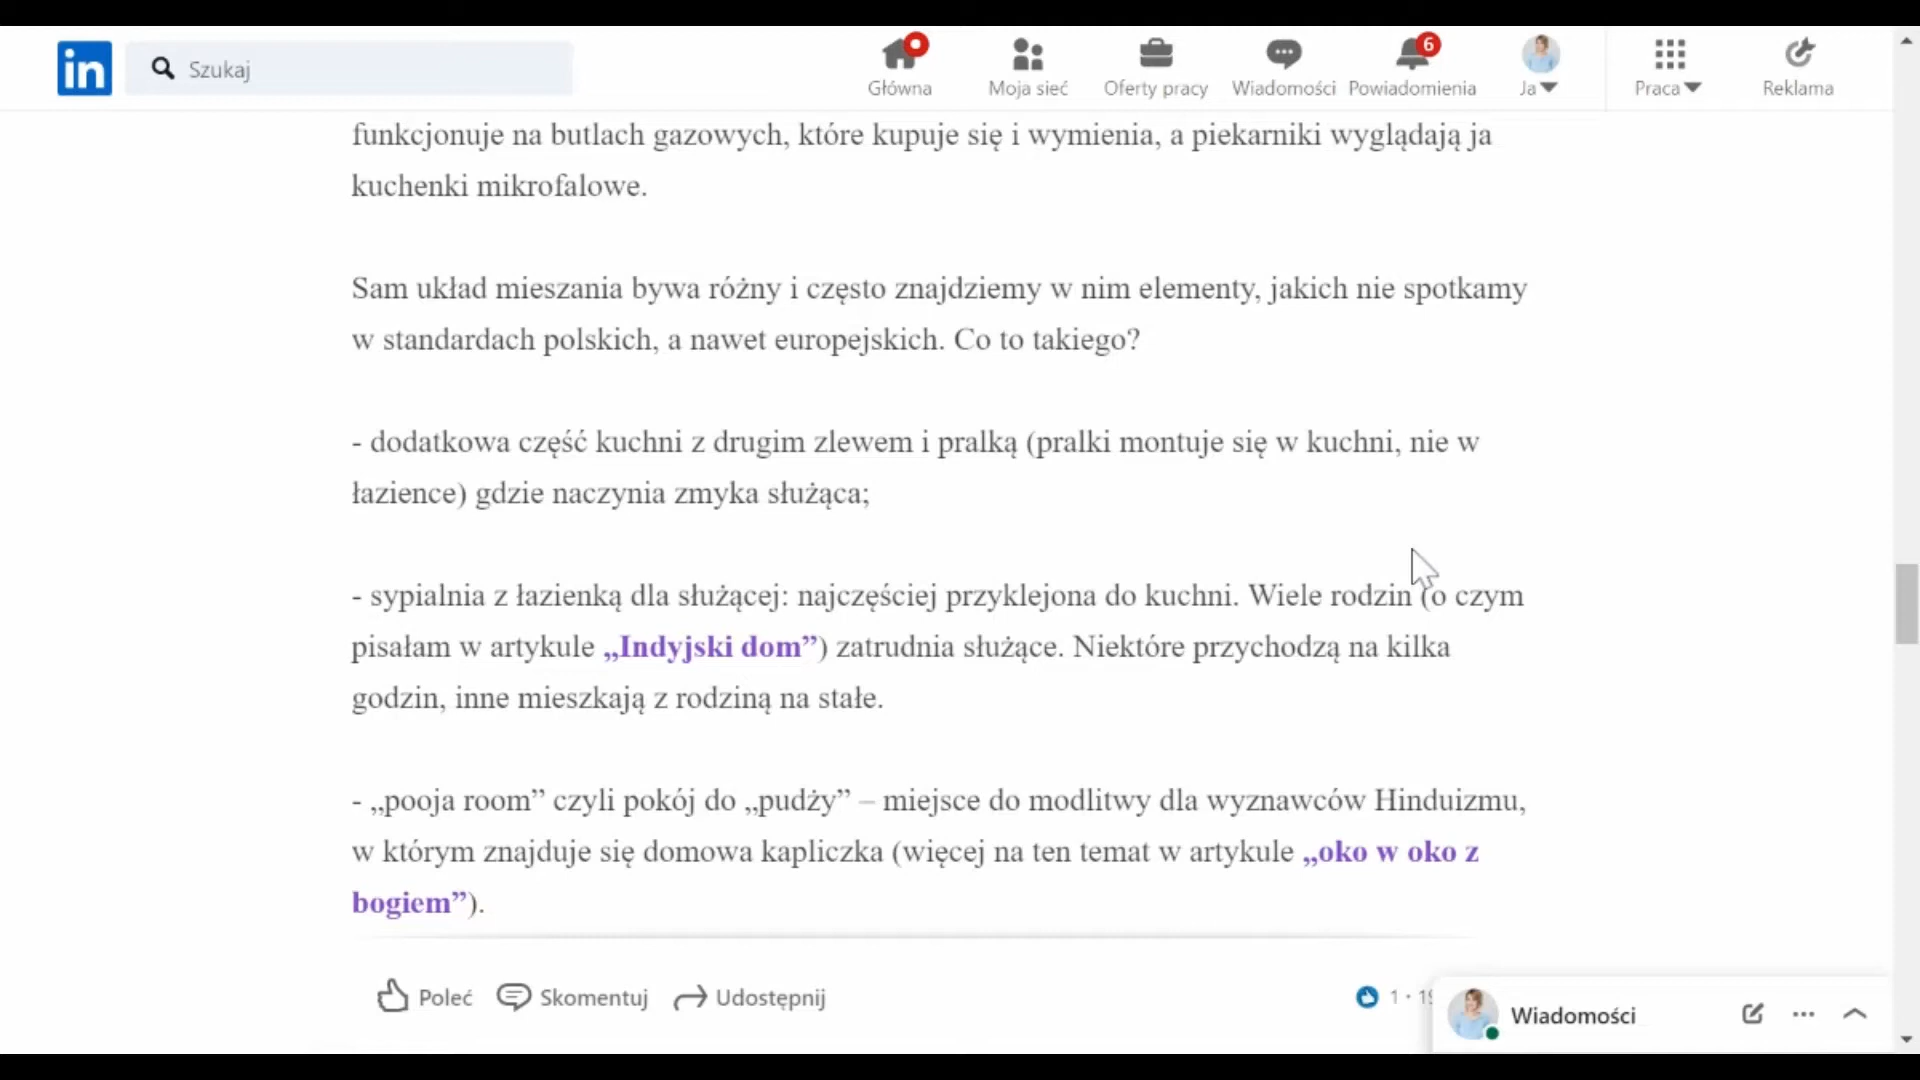 in
Szukaj
Główna
Moja sieć
Oferty pracy
Wiadomości
6
Powiadomienia
Ja
Praca
Reklama
funkcjonuje na butlach gazowych, które kupuje się i wymienia, a piekarniki wyglądają ja
kuchenki mikrofalowe.
Sam układ mieszania bywa różny i często znajdziemy w nim elementy, jakich nie spotkamy
w standardach polskich, a nawet europejskich. Co to takiego?
- dodatkowa część kuchni z drugim zlewem i pralką (pralki montuje się w kuchni, nie w
łazience) gdzie naczynia zmyka służąca;
- sypialnia z łazienką dla służącej: najczęściej przyklejona do kuchni. Wiele rodzin (o czym
pisałam w artykule „Indyjski dom”) zatrudnia służące. Niektóre przychodzą na kilka
godzin, inne mieszkają z rodziną na stałe.
- „pooja room” czyli pokój do „pudży” – miejsce do modlitwy dla wyznawców Hinduizmu,
w którym znajduje się domowa kapliczka (więcej na ten temat w artykule „oko w oko z
bogiem”).
Poleć
Skomentuj
Udostępnij
1 ·
Wiadomości